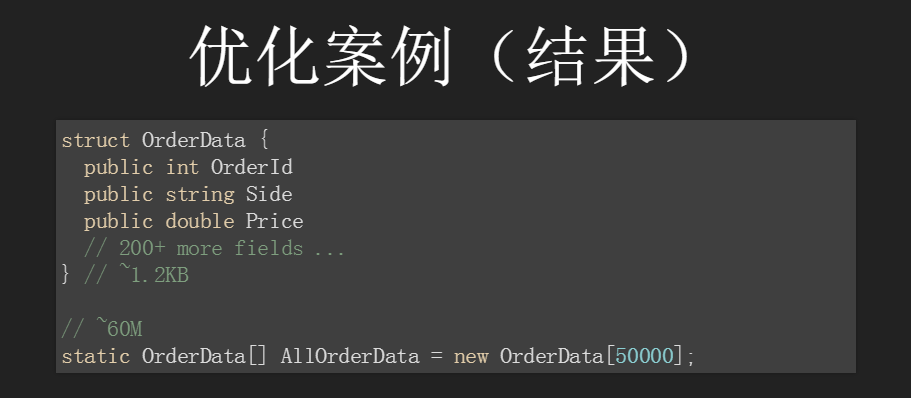 优化案例（结果）
struct OrderData {
  public int OrderId
  public string Side
  public double Price
  // 200+ more fields ...
} // ~1.2KB
// ~60M
static OrderData[] AllOrderData = new OrderData[50000];